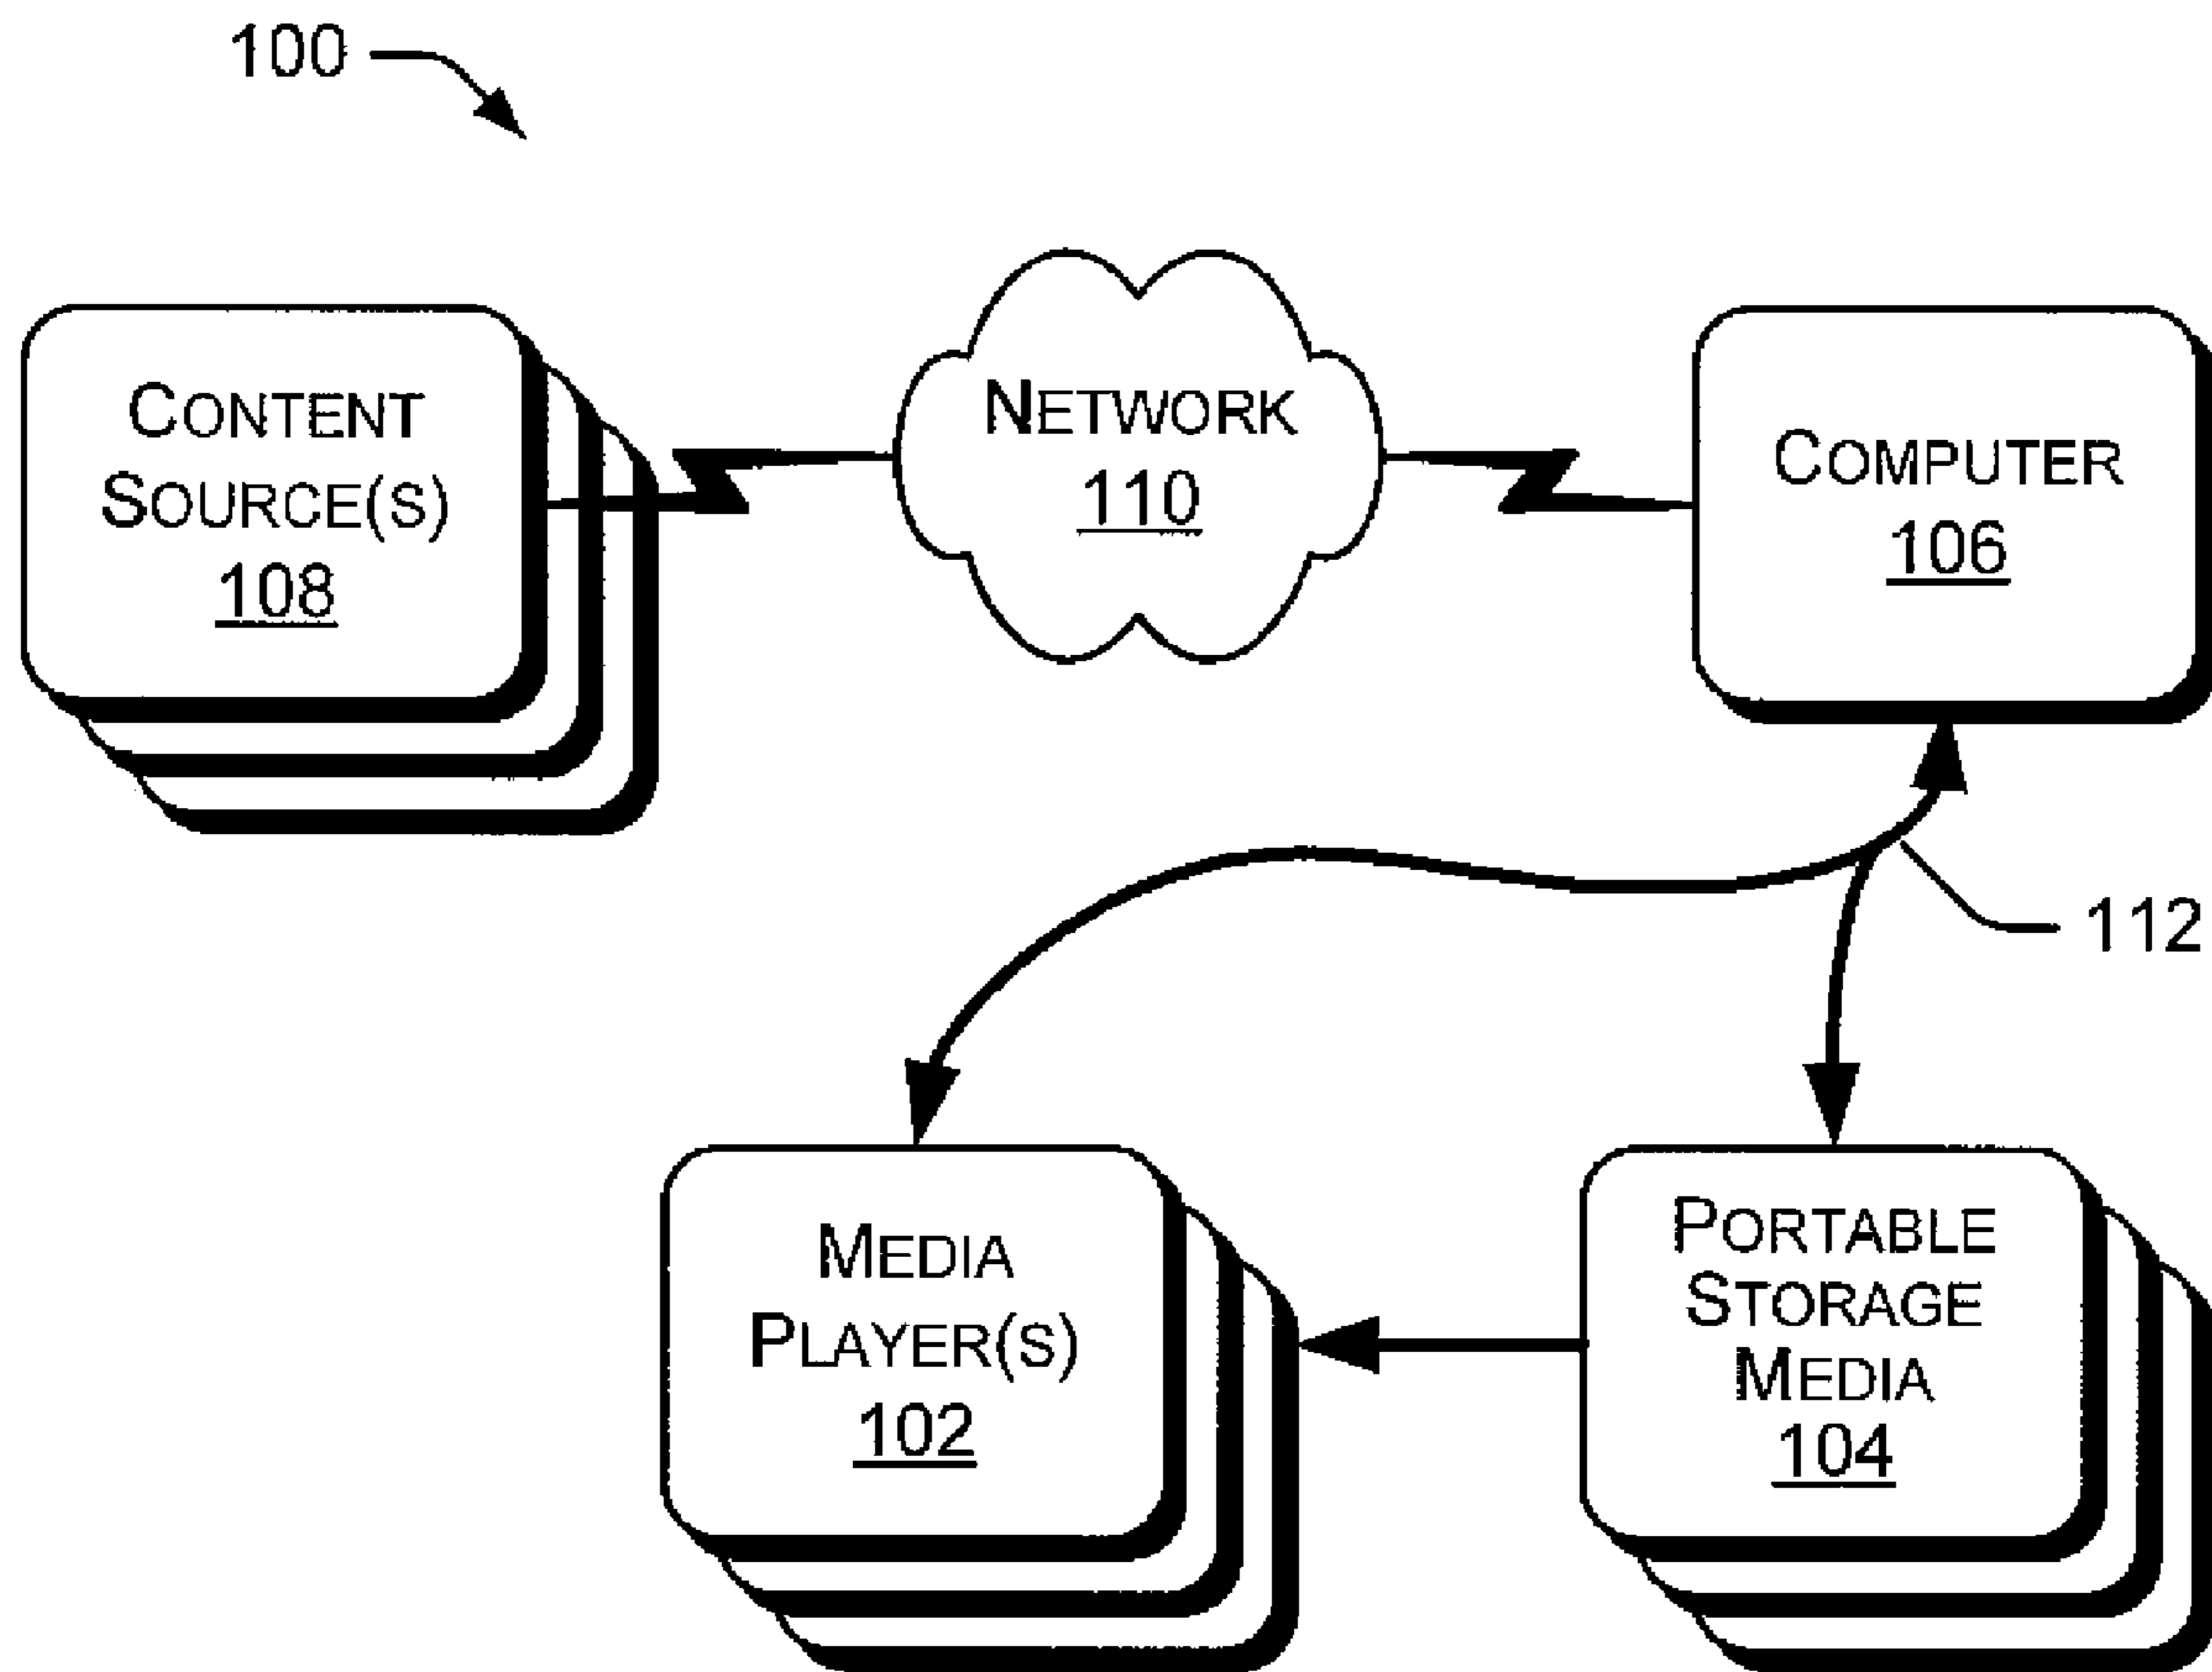 100
CONTENT
SOURCE(S)
108
NETWORK
110
COMPUTER
106
112
MEDIA
PLAYER(S)
102
PORTABLE
STORAGE
MEDIA
104